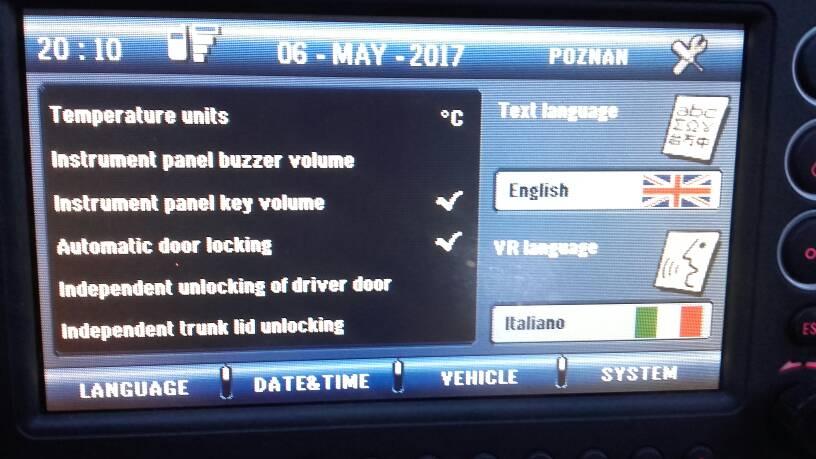 20 : 10
06 - MAY - 2017
POZNAN
Temperature units °C
Instrument panel buzzer volume
Instrument panel key volume
Automatic door locking
Independent unlocking of driver door
Independent trunk lid unlocking
Text language
abc
English
VR language
Italiano
LANGUAGE
DATE&TIME
VEHICLE
SYSTEM
ES